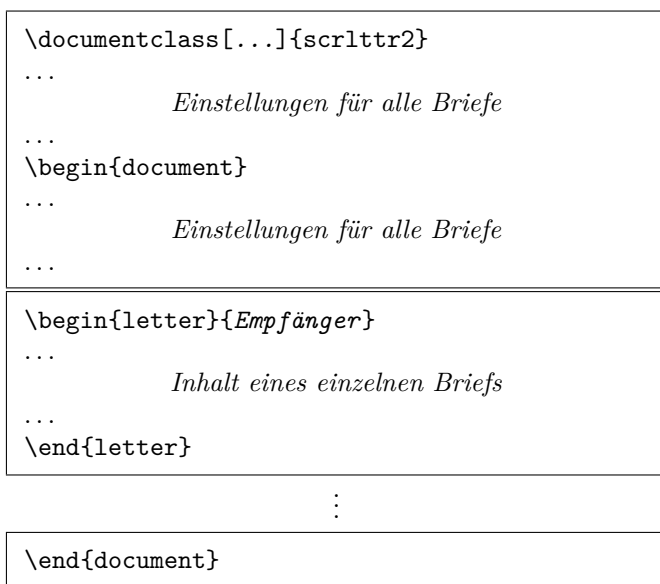 \documentclass[...]{scrlttr2}
...
Einstellungen für alle Briefe
...
\begin{document}
...
Einstellungen für alle Briefe
...
\begin{letter}{Empfänger}
...
Inhalt eines einzelnen Briefs
...
\end{letter}
⋮
\end{document}